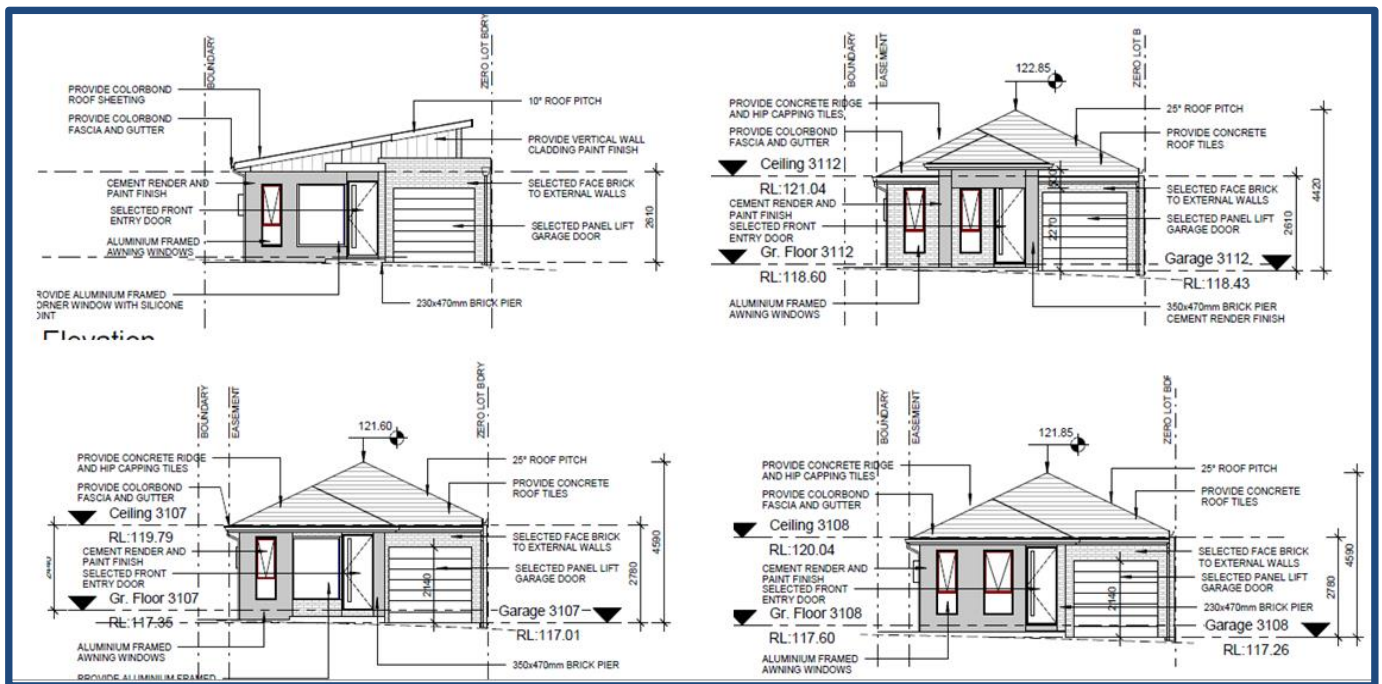 BOUNDARY
ZERO LOT BDRY
PROVIDE COLORBOND
ROOF SHEETING
PROVIDE COLORBOND
FASCIA AND GUTTER
10° ROOF PITCH
PROVIDE VERTICAL WALL
CLADDING PAINT FINISH
CEMENT RENDER AND
PAINT FINISH
SELECTED FRONT
ENTRY DOOR
ALUMINIUM FRAMED
AWNING WINDOWS
SELECTED FACE BRICK
TO EXTERNAL WALLS
SELECTED PANEL LIFT
GARAGE DOOR
2610
ROVIDE ALUMINIUM FRAMED
ORNER WINDOW WITH SILICONE
OINT
230x470mm BRICK PIER
Elevation
BOUNDARY
EASEMENT
ZERO LOT B
122.85
PROVIDE CONCRETE RIDGE
AND HIP CAPPING TILES
PROVIDE COLORBOND
FASCIA AND GUTTER
25° ROOF PITCH
PROVIDE CONCRETE
ROOF TILES
Ceiling 3112
RL:121.04
CEMENT RENDER AND
PAINT FINISH
SELECTED FRONT
ENTRY DOOR
Gr. Floor 3112
RL:118.60
ALUMINIUM FRAMED
AWNING WINDOWS
2270
SELECTED FACE BRICK
TO EXTERNAL WALLS
SELECTED PANEL LIFT
GARAGE DOOR
2610
4420
Garage 3112
RL:118.43
350x470mm BRICK PIER
CEMENT RENDER FINISH
BOUNDARY
EASEMENT
ZERO LOT BDRY
121.60
PROVIDE CONCRETE RIDGE
AND HIP CAPPING TILES
PROVIDE COLORBOND
FASCIA AND GUTTER
25° ROOF PITCH
PROVIDE CONCRETE
ROOF TILES
Ceiling 3107
RL:119.79
CEMENT RENDER AND
PAINT FINISH
SELECTED FRONT
ENTRY DOOR
Gr. Floor 3107
RL:117.35
ALUMINIUM FRAMED
AWNING WINDOWS
PROVIDE ALUMINIUM FRAMED
2140
SELECTED FACE BRICK
TO EXTERNAL WALLS
SELECTED PANEL LIFT
GARAGE DOOR
2780
4590
Garage 3107
RL:117.01
350x470mm BRICK PIER
BOUNDARY
EASEMENT
ZERO LOT BDF
121.85
PROVIDE CONCRETE RIDGE
AND HIP CAPPING TILES
PROVIDE COLORBOND
FASCIA AND GUTTER
25° ROOF PITCH
PROVIDE CONCRETE
ROOF TILES
Ceiling 3108
RL:120.04
CEMENT RENDER AND
PAINT FINISH
SELECTED FRONT
ENTRY DOOR
Gr. Floor 3108
RL:117.60
ALUMINIUM FRAMED
AWNING WINDOWS
2140
SELECTED FACE BRICK
TO EXTERNAL WALLS
SELECTED PANEL LIFT
GARAGE DOOR
230x470mm BRICK PIER
2780
4590
Garage 3108
RL:117.26